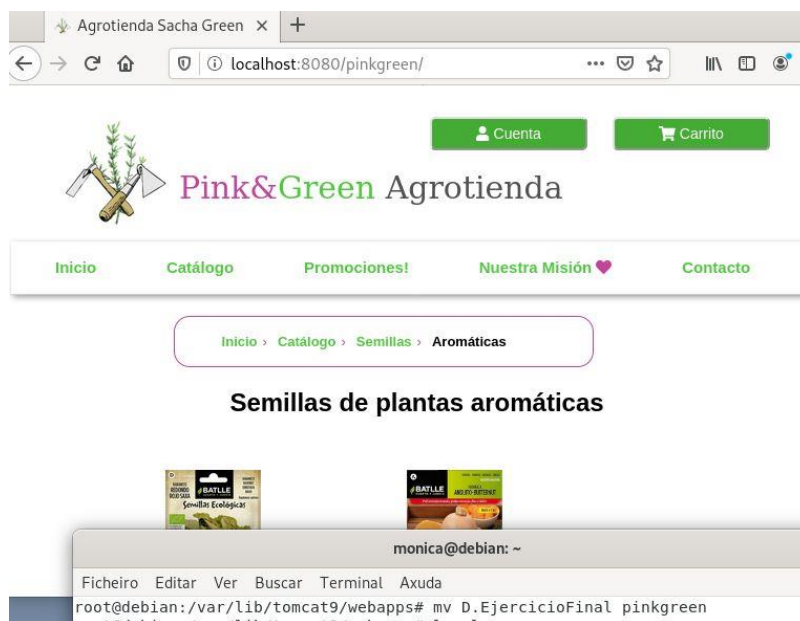 Agrotienda Sacha Green
localhost:8080/pinkgreen/
Cuenta
Carrito
Pink&Green Agrotienda
Inicio
Catálogo
Promociones!
Nuestra Misión
Contacto
Inicio › Catálogo › Semillas › Aromáticas
Semillas de plantas aromáticas
BATLLE
Semillas Ecológicas
BATLLE
monica@debian: ~
Ficheiro Editar Ver Buscar Terminal Axuda
root@debian:/var/lib/tomcat9/webapps# mv D.EjercicioFinal pinkgreen